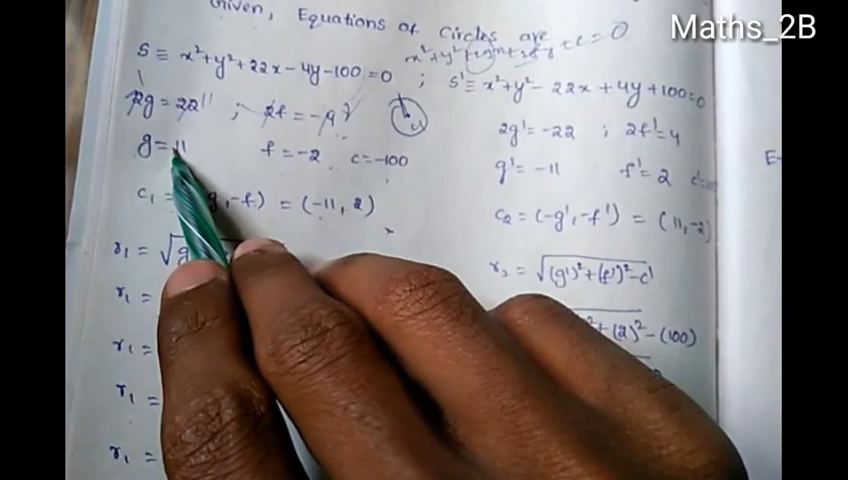 Maths_2B
Given, Equations of Circles are
S ≡ x²+y²+22x-4y-100=0 ; S' ≡ x²+y²-22x+4y+100=0
2g=22 ; 2f=-4
2g'=-22 ; 2f'=4
g=11 f=-2 c=-100
g'=-11 f'=2
C₁ = -f) = (-11, 2)
C₂ = (-g', -f') = (11, -2)
r₁ = √g
r₂ = √(g')²+(f')²-c'
r₁ =
² + (2)² - (100)
r₁ =
r₁ =
r₁ =